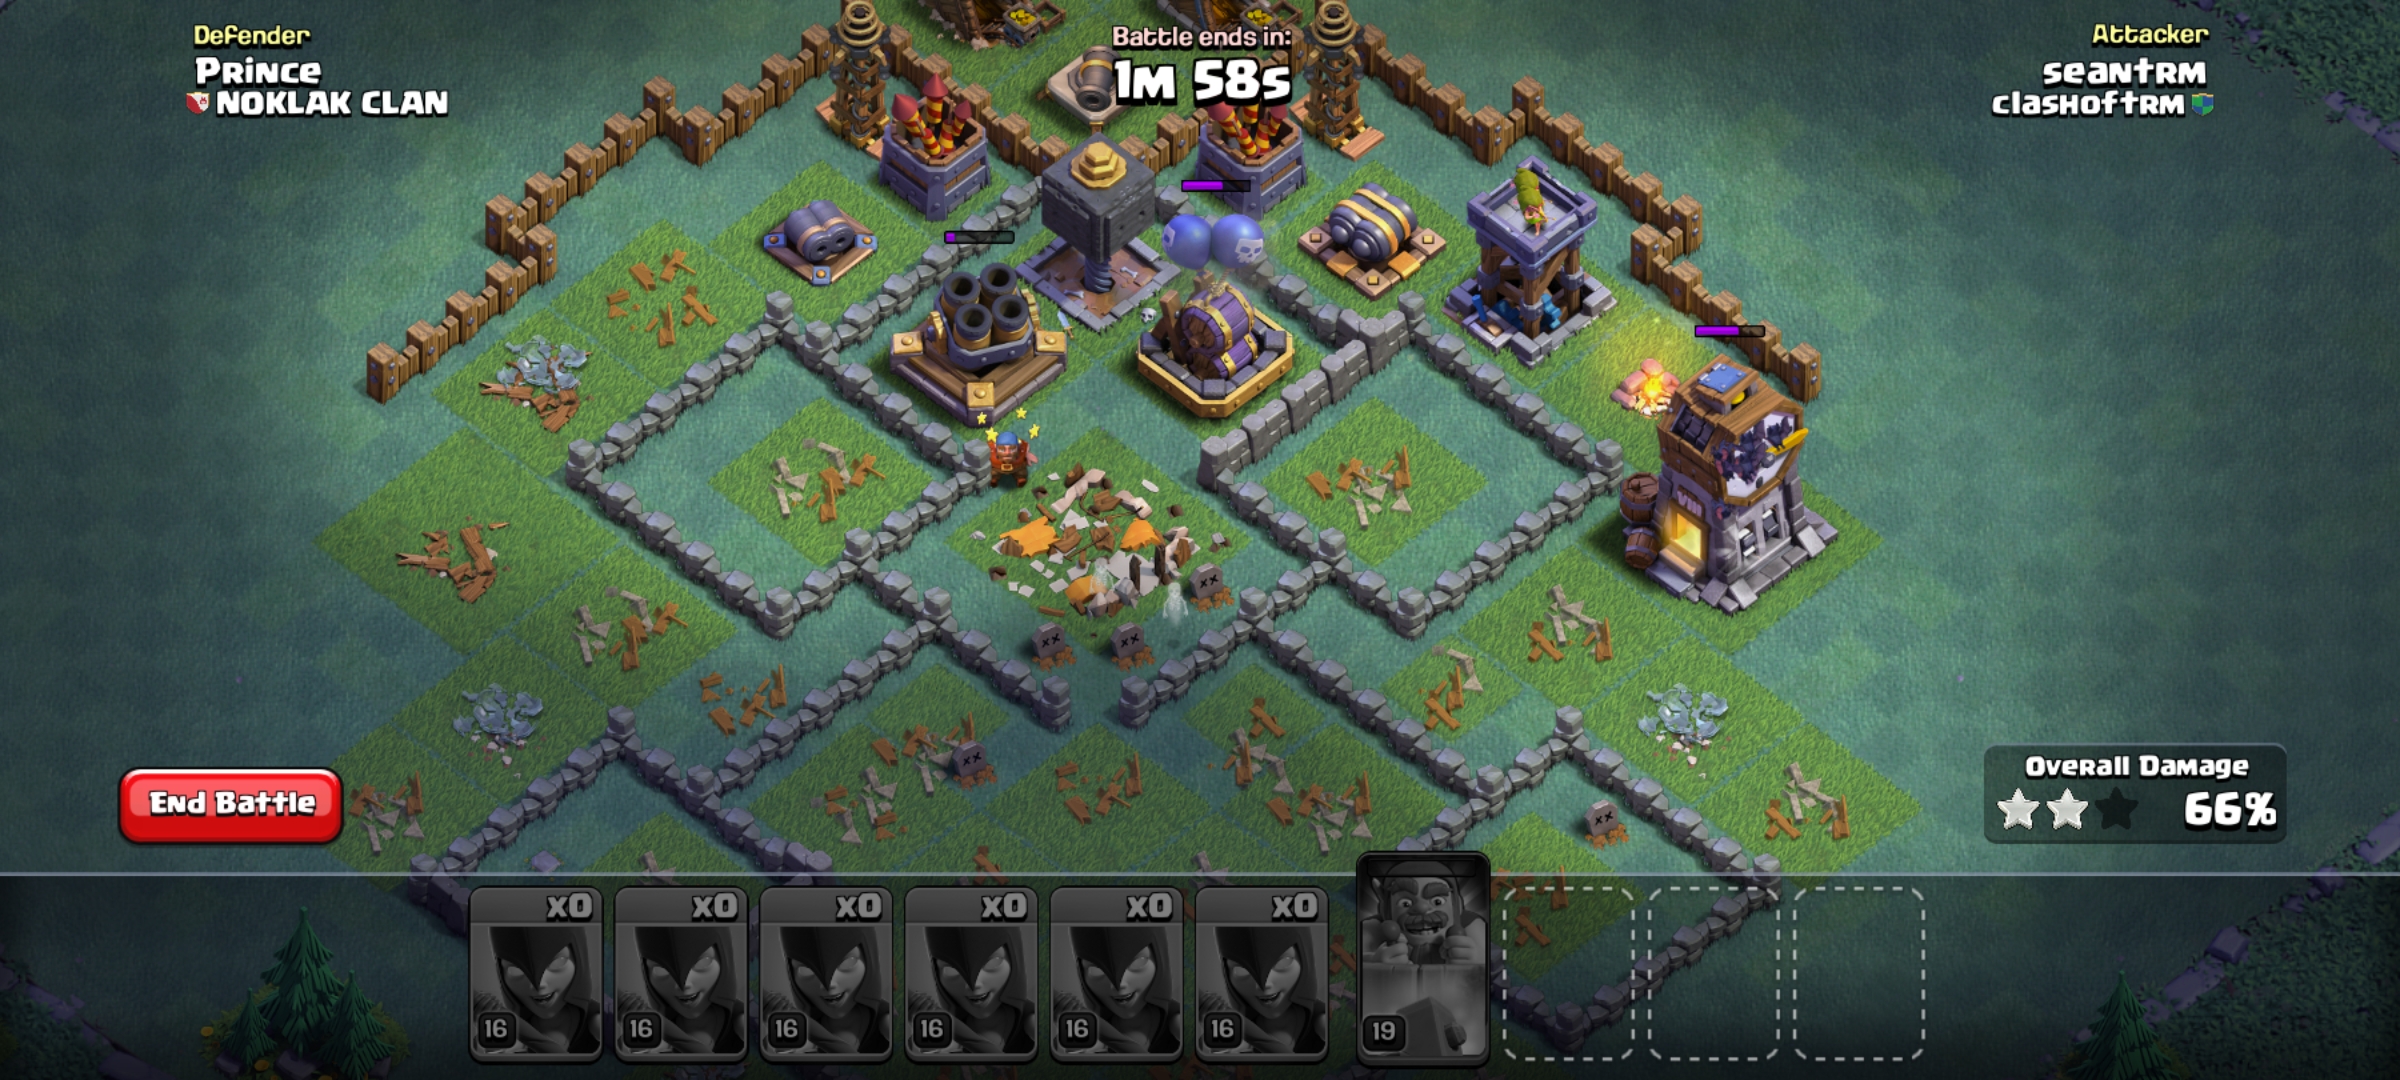 Defender
Prince
NOKLAK CLAN
Battle ends in:
1M 58s
Attacker
seantRM
clashoftRM
VIII
End Battle
Overall Damage
66%
x0
x0
x0
x0
x0
x0
16
16
16
16
16
16
19